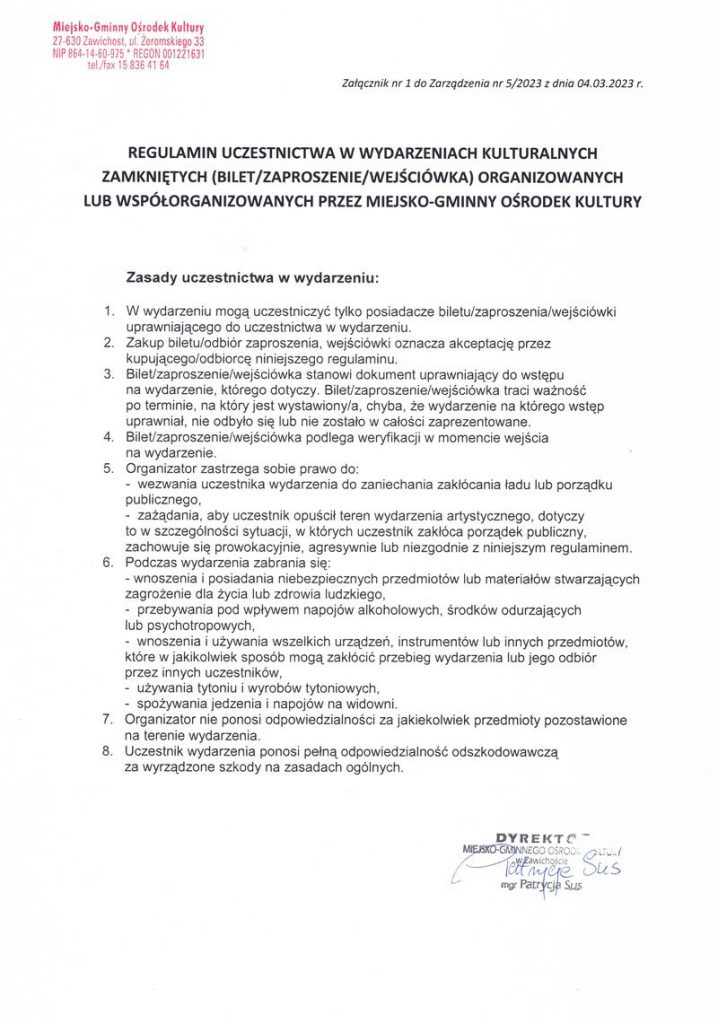 Miejsko-Gminny Ośrodek Kultury
27-630 Zawichost, ul. Żeromskiego 33
NIP 864-14-60-975 * REGON 001221631
tel./fax 15 836 41 64
Załącznik nr 1 do Zarządzenia nr 5/2023 z dnia 04.03.2023 r.
REGULAMIN UCZESTNICTWA W WYDARZENIACH KULTURALNYCH
ZAMKNIĘTYCH (BILET/ZAPROSZENIE/WEJŚCIÓWKA) ORGANIZOWANYCH
LUB WSPÓŁORGANIZOWANYCH PRZEZ MIEJSKO-GMINNY OŚRODEK KULTURY
Zasady uczestnictwa w wydarzeniu:
1. W wydarzeniu mogą uczestniczyć tylko posiadacze biletu/zaproszenia/wejściówki
uprawniającego do uczestnictwa w wydarzeniu.
2. Zakup biletu/odbiór zaproszenia, wejściówki oznacza akceptację przez
kupującego/odbiorcę niniejszego regulaminu.
3. Bilet/zaproszenie/wejściówka stanowi dokument uprawniający do wstępu
na wydarzenie, którego dotyczy. Bilet/zaproszenie/wejściówka traci ważność
po terminie, na który jest wystawiony/a, chyba, że wydarzenie na którego wstęp
uprawniał, nie odbyło się lub nie zostało w całości zaprezentowane.
4. Bilet/zaproszenie/wejściówka podlega weryfikacji w momencie wejścia
na wydarzenie.
5. Organizator zastrzega sobie prawo do:
- wezwania uczestnika wydarzenia do zaniechania zakłócania ładu lub porządku
publicznego,
- zażądania, aby uczestnik opuścił teren wydarzenia artystycznego, dotyczy
to w szczególności sytuacji, w których uczestnik zakłóca porządek publiczny,
zachowuje się prowokacyjnie, agresywnie lub niezgodnie z niniejszym regulaminem.
6. Podczas wydarzenia zabrania się:
- wnoszenia i posiadania niebezpiecznych przedmiotów lub materiałów stwarzających
zagrożenie dla życia lub zdrowia ludzkiego,
- przebywania pod wpływem napojów alkoholowych, środków odurzających
lub psychotropowych,
- wnoszenia i używania wszelkich urządzeń, instrumentów lub innych przedmiotów,
które w jakikolwiek sposób mogą zakłócić przebieg wydarzenia lub jego odbiór
przez innych uczestników,
- używania tytoniu i wyrobów tytoniowych,
- spożywania jedzenia i napojów na widowni.
7. Organizator nie ponosi odpowiedzialności za jakiekolwiek przedmioty pozostawione
na terenie wydarzenia.
8. Uczestnik wydarzenia ponosi pełną odpowiedzialność odszkodowawczą
za wyrządzone szkody na zasadach ogólnych.
DYREKTO
MIEJSKO-GMINNEGO
w Zawichoście
Patrycja Sus
mgr Patrycja Sus